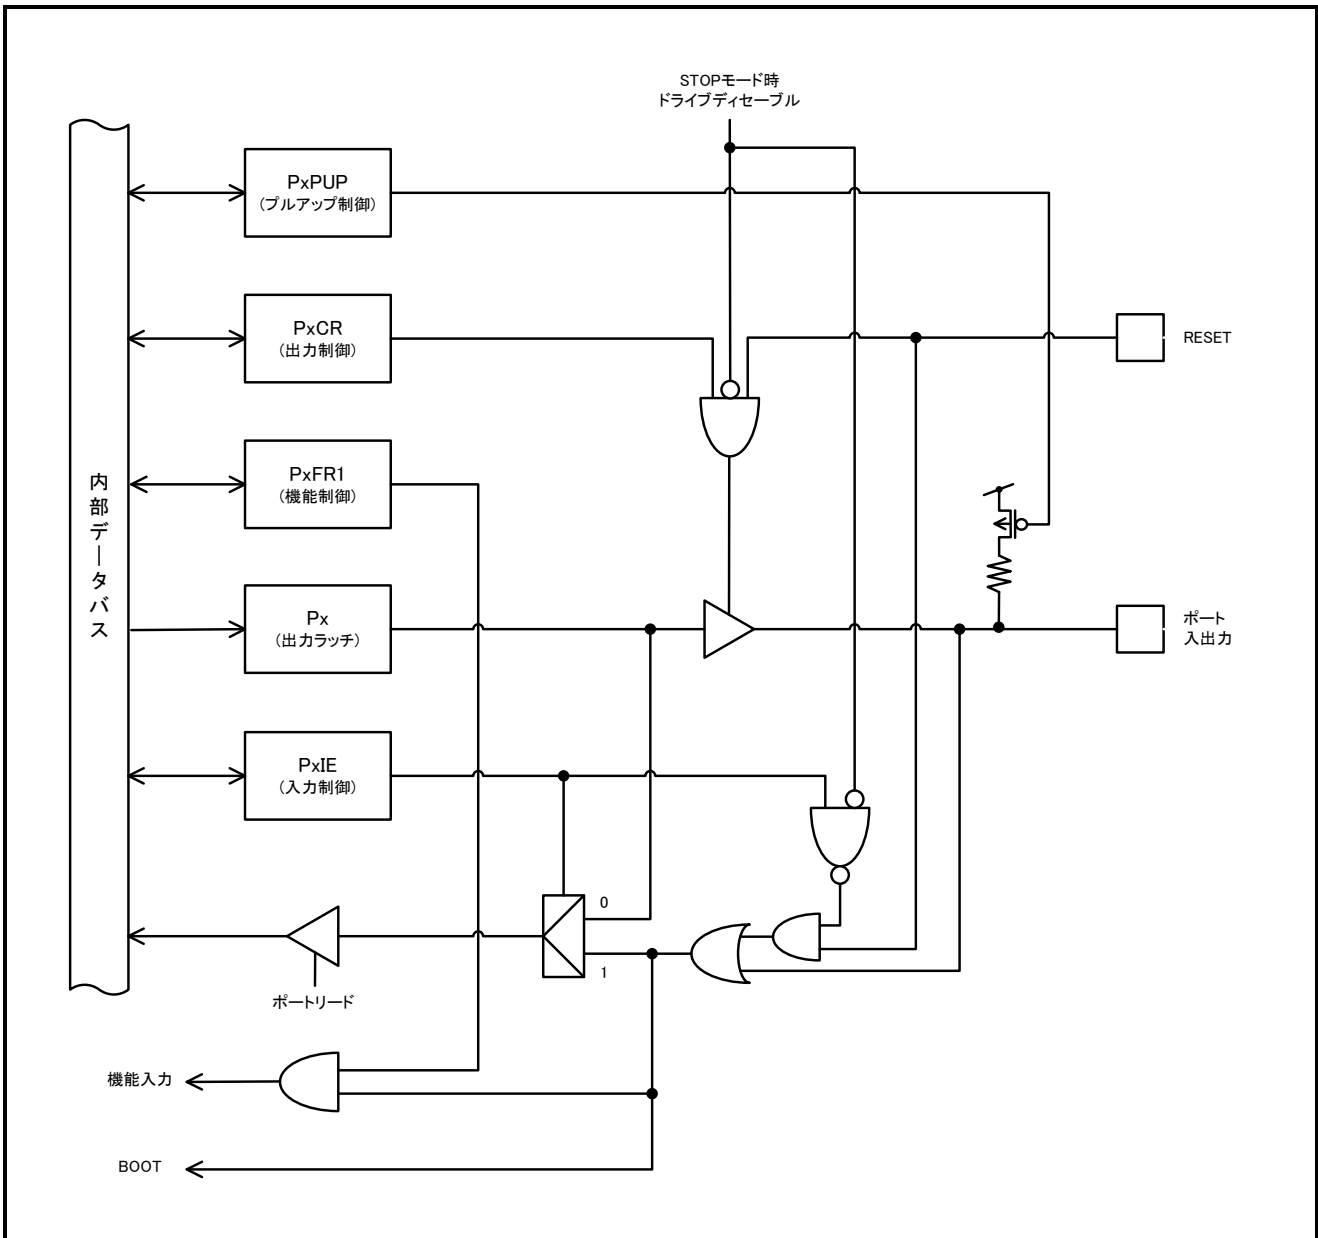 STOPモード時
ドライブディセーブル
PxPUP
(プルアップ制御)
PxCR
(出力制御)
RESET
内部データバス
PxFR1
(機能制御)
Px
(出力ラッチ)
ポート
入出力
PxIE
(入力制御)
0
1
ポートリード
機能入力
BOOT